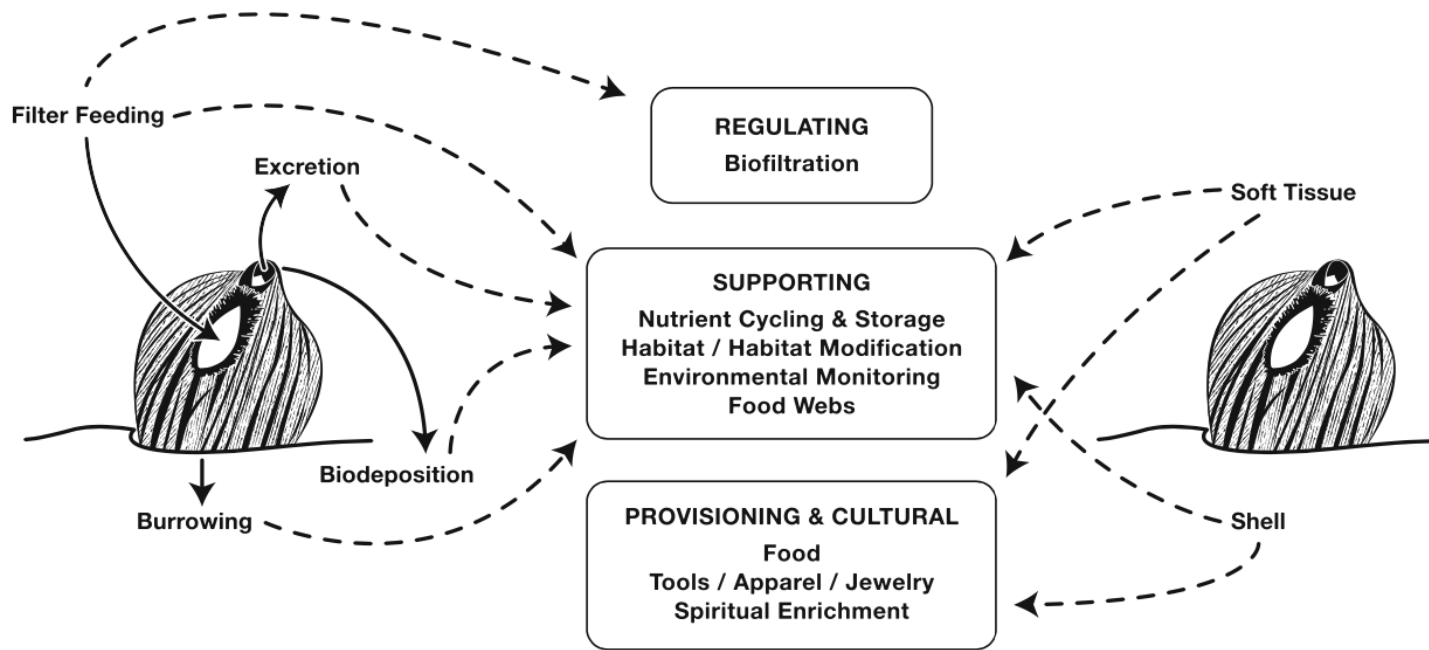 Filter Feeding
Excretion
Biodeposition
Burrowing
REGULATING
Biofiltration
SUPPORTING
Nutrient Cycling & Storage
Habitat / Habitat Modification
Environmental Monitoring
Food Webs
PROVISIONING & CULTURAL
Food
Tools / Apparel / Jewelry
Spiritual Enrichment
Soft Tissue
Shell